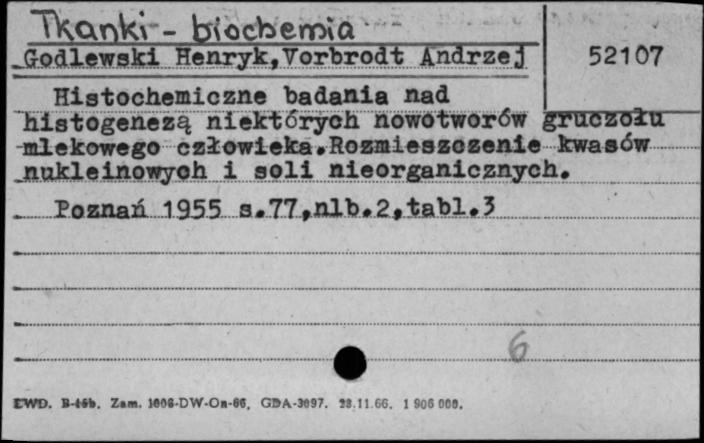 Tkanki - biochemia
Godlewski Henryk,Vorbrodt Andrzej
52107
Histochemiczne badania nad
histogenezą niektórych nowotworów gruczołu
mlekowego człowieka.Rozmieszczenie kwasów
nukleinowych i soli nieorganicznych.
Poznań 1955 s.77,nlb.2,tabl.3
6
EWD. B-46b. Zam. 1006-DW-On-66. GDA-3097. 28.11.66. 1 906 000.